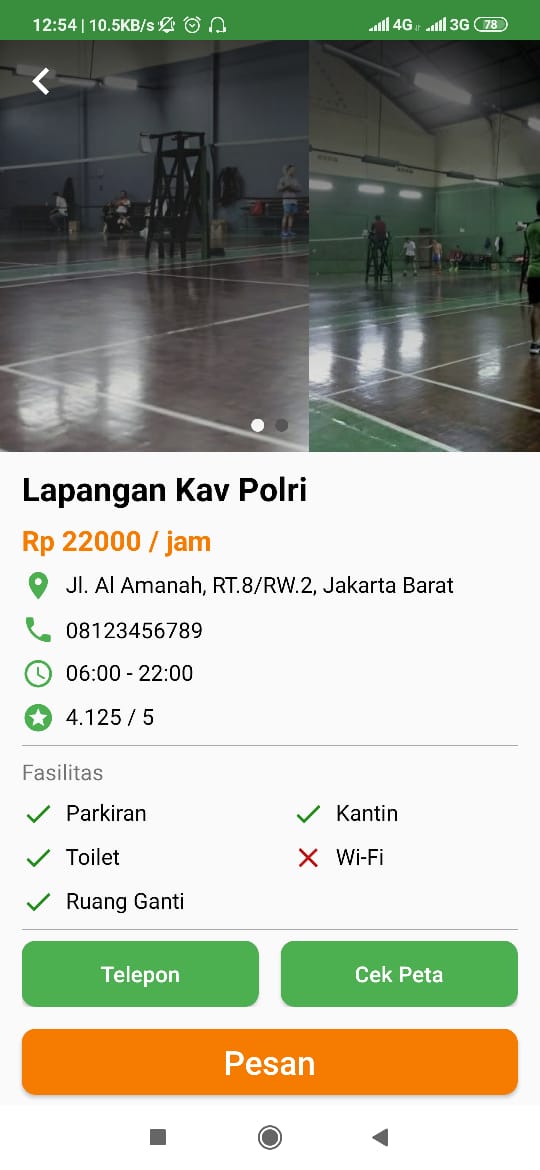 12:54 | 10.5KB/s 4G 3G 78
Lapangan Kav Polri
Rp 22000 / jam
Jl. Al Amanah, RT.8/RW.2, Jakarta Barat
08123456789
06:00 - 22:00
4.125 / 5
Fasilitas
Parkiran Kantin
Toilet Wi-Fi
Ruang Ganti
Telepon Cek Peta
Pesan